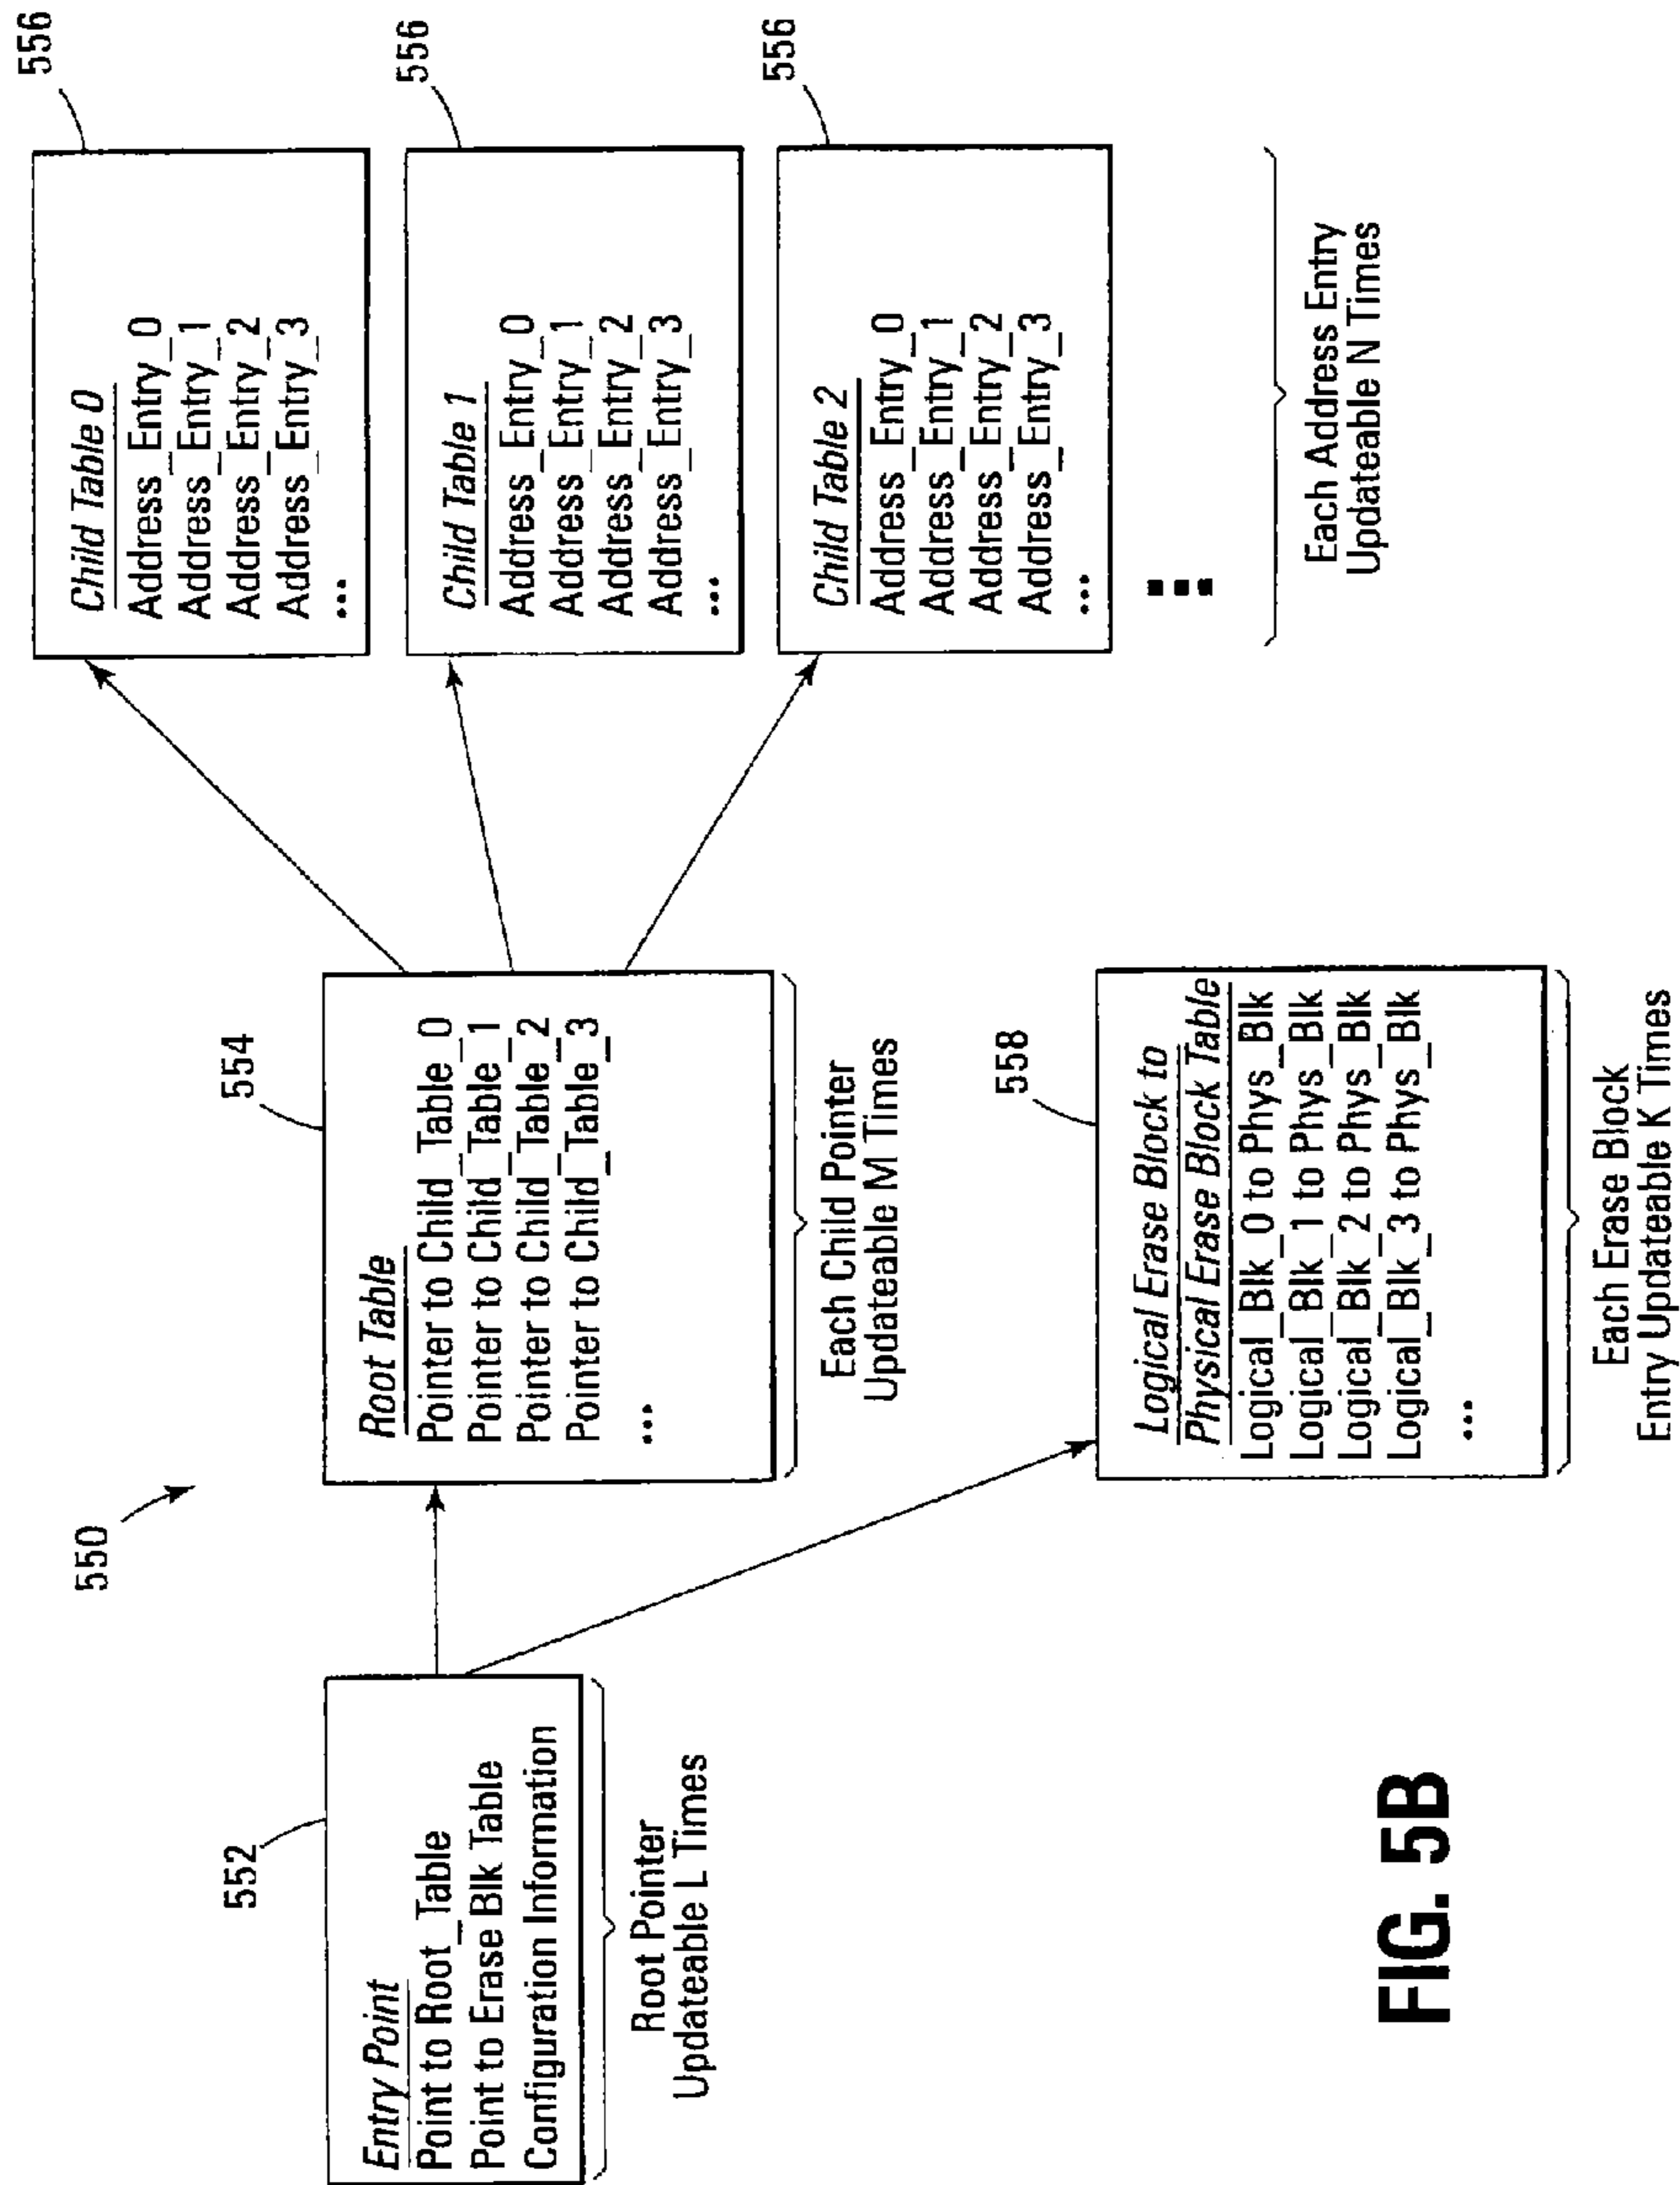 550
552
Entry Point
Point to Root_Table
Point to Erase Blk Table
Configuration Information
Root Pointer
Updateable L Times
554
Root Table
Pointer to Child_Table_0
Pointer to Child_Table_1
Pointer to Child_Table_2
Pointer to Child_Table_3
...
Each Child Pointer
Updateable M Times
558
Logical Erase Block to
Physical Erase Block Table
Logical_Blk_0 to Phys_Blk
Logical_Blk_1 to Phys_Blk
Logical_Blk_2 to Phys_Blk
Logical_Blk_3 to Phys_Blk
...
Each Erase Block
Entry Updateable K Times
556
Child Table 0
Address_Entry_0
Address_Entry_1
Address_Entry_2
Address_Entry_3
...
556
Child Table 1
Address_Entry_0
Address_Entry_1
Address_Entry_2
Address_Entry_3
...
556
Child Table 2
Address_Entry_0
Address_Entry_1
Address_Entry_2
Address_Entry_3
...
Each Address Entry
Updateable N Times
FIG. 5B